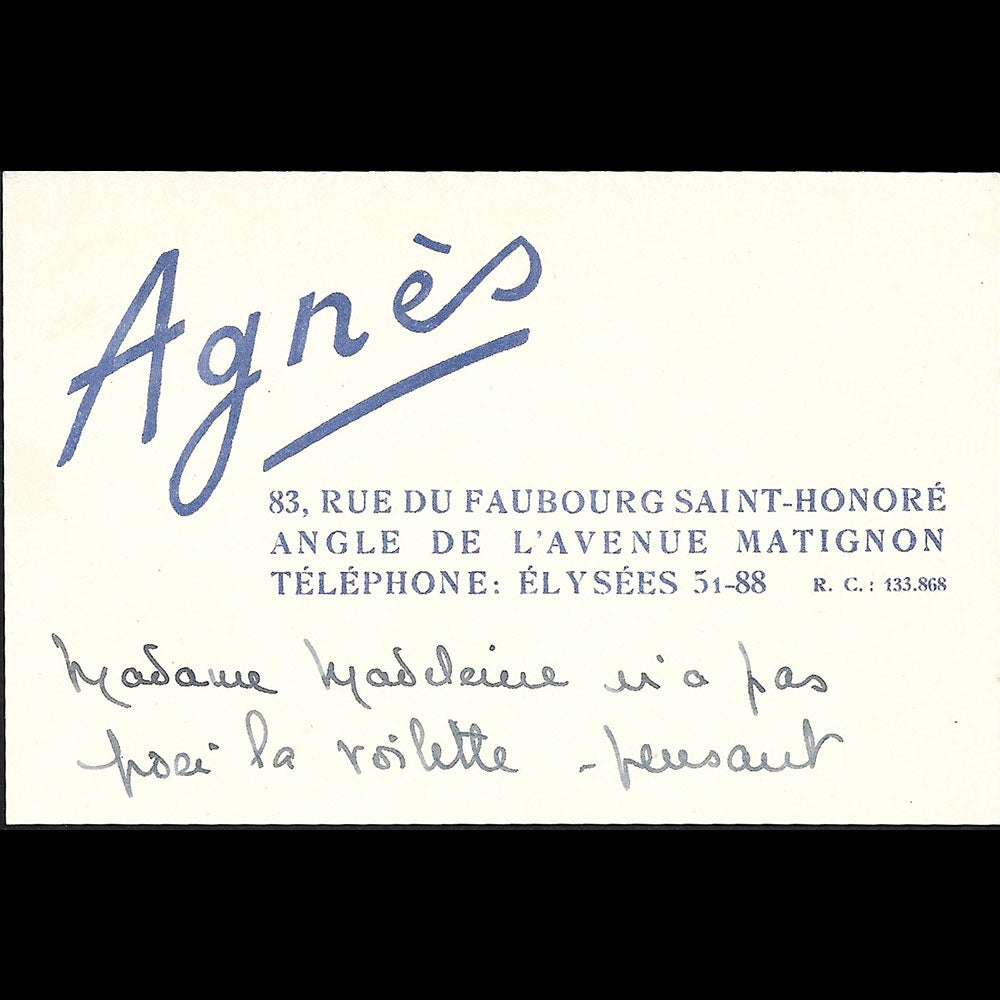 Agnès
83, RUE DU FAUBOURG SAINT-HONORÉ
ANGLE DE L'AVENUE MATIGNON
TÉLÉPHONE: ÉLYSÉES 51-88 R. C.: 133.868
Madame Madeleine n'a pas
posé la voilette - pensant